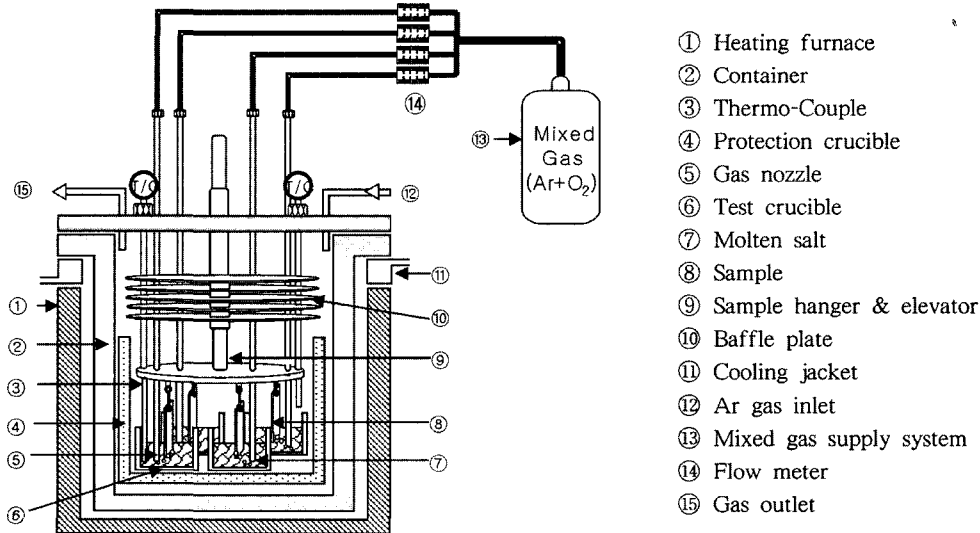 ⑭
⑬
Mixed
Gas
(Ar+O₂)
T/C
T/C
⑮
⑫
⑪
①
⑩
②
⑨
③
④
⑧
⑤
⑦
⑥
① Heating furnace
② Container
③ Thermo-Couple
④ Protection crucible
⑤ Gas nozzle
⑥ Test crucible
⑦ Molten salt
⑧ Sample
⑨ Sample hanger & elevator
⑩ Baffle plate
⑪ Cooling jacket
⑫ Ar gas inlet
⑬ Mixed gas supply system
⑭ Flow meter
⑮ Gas outlet